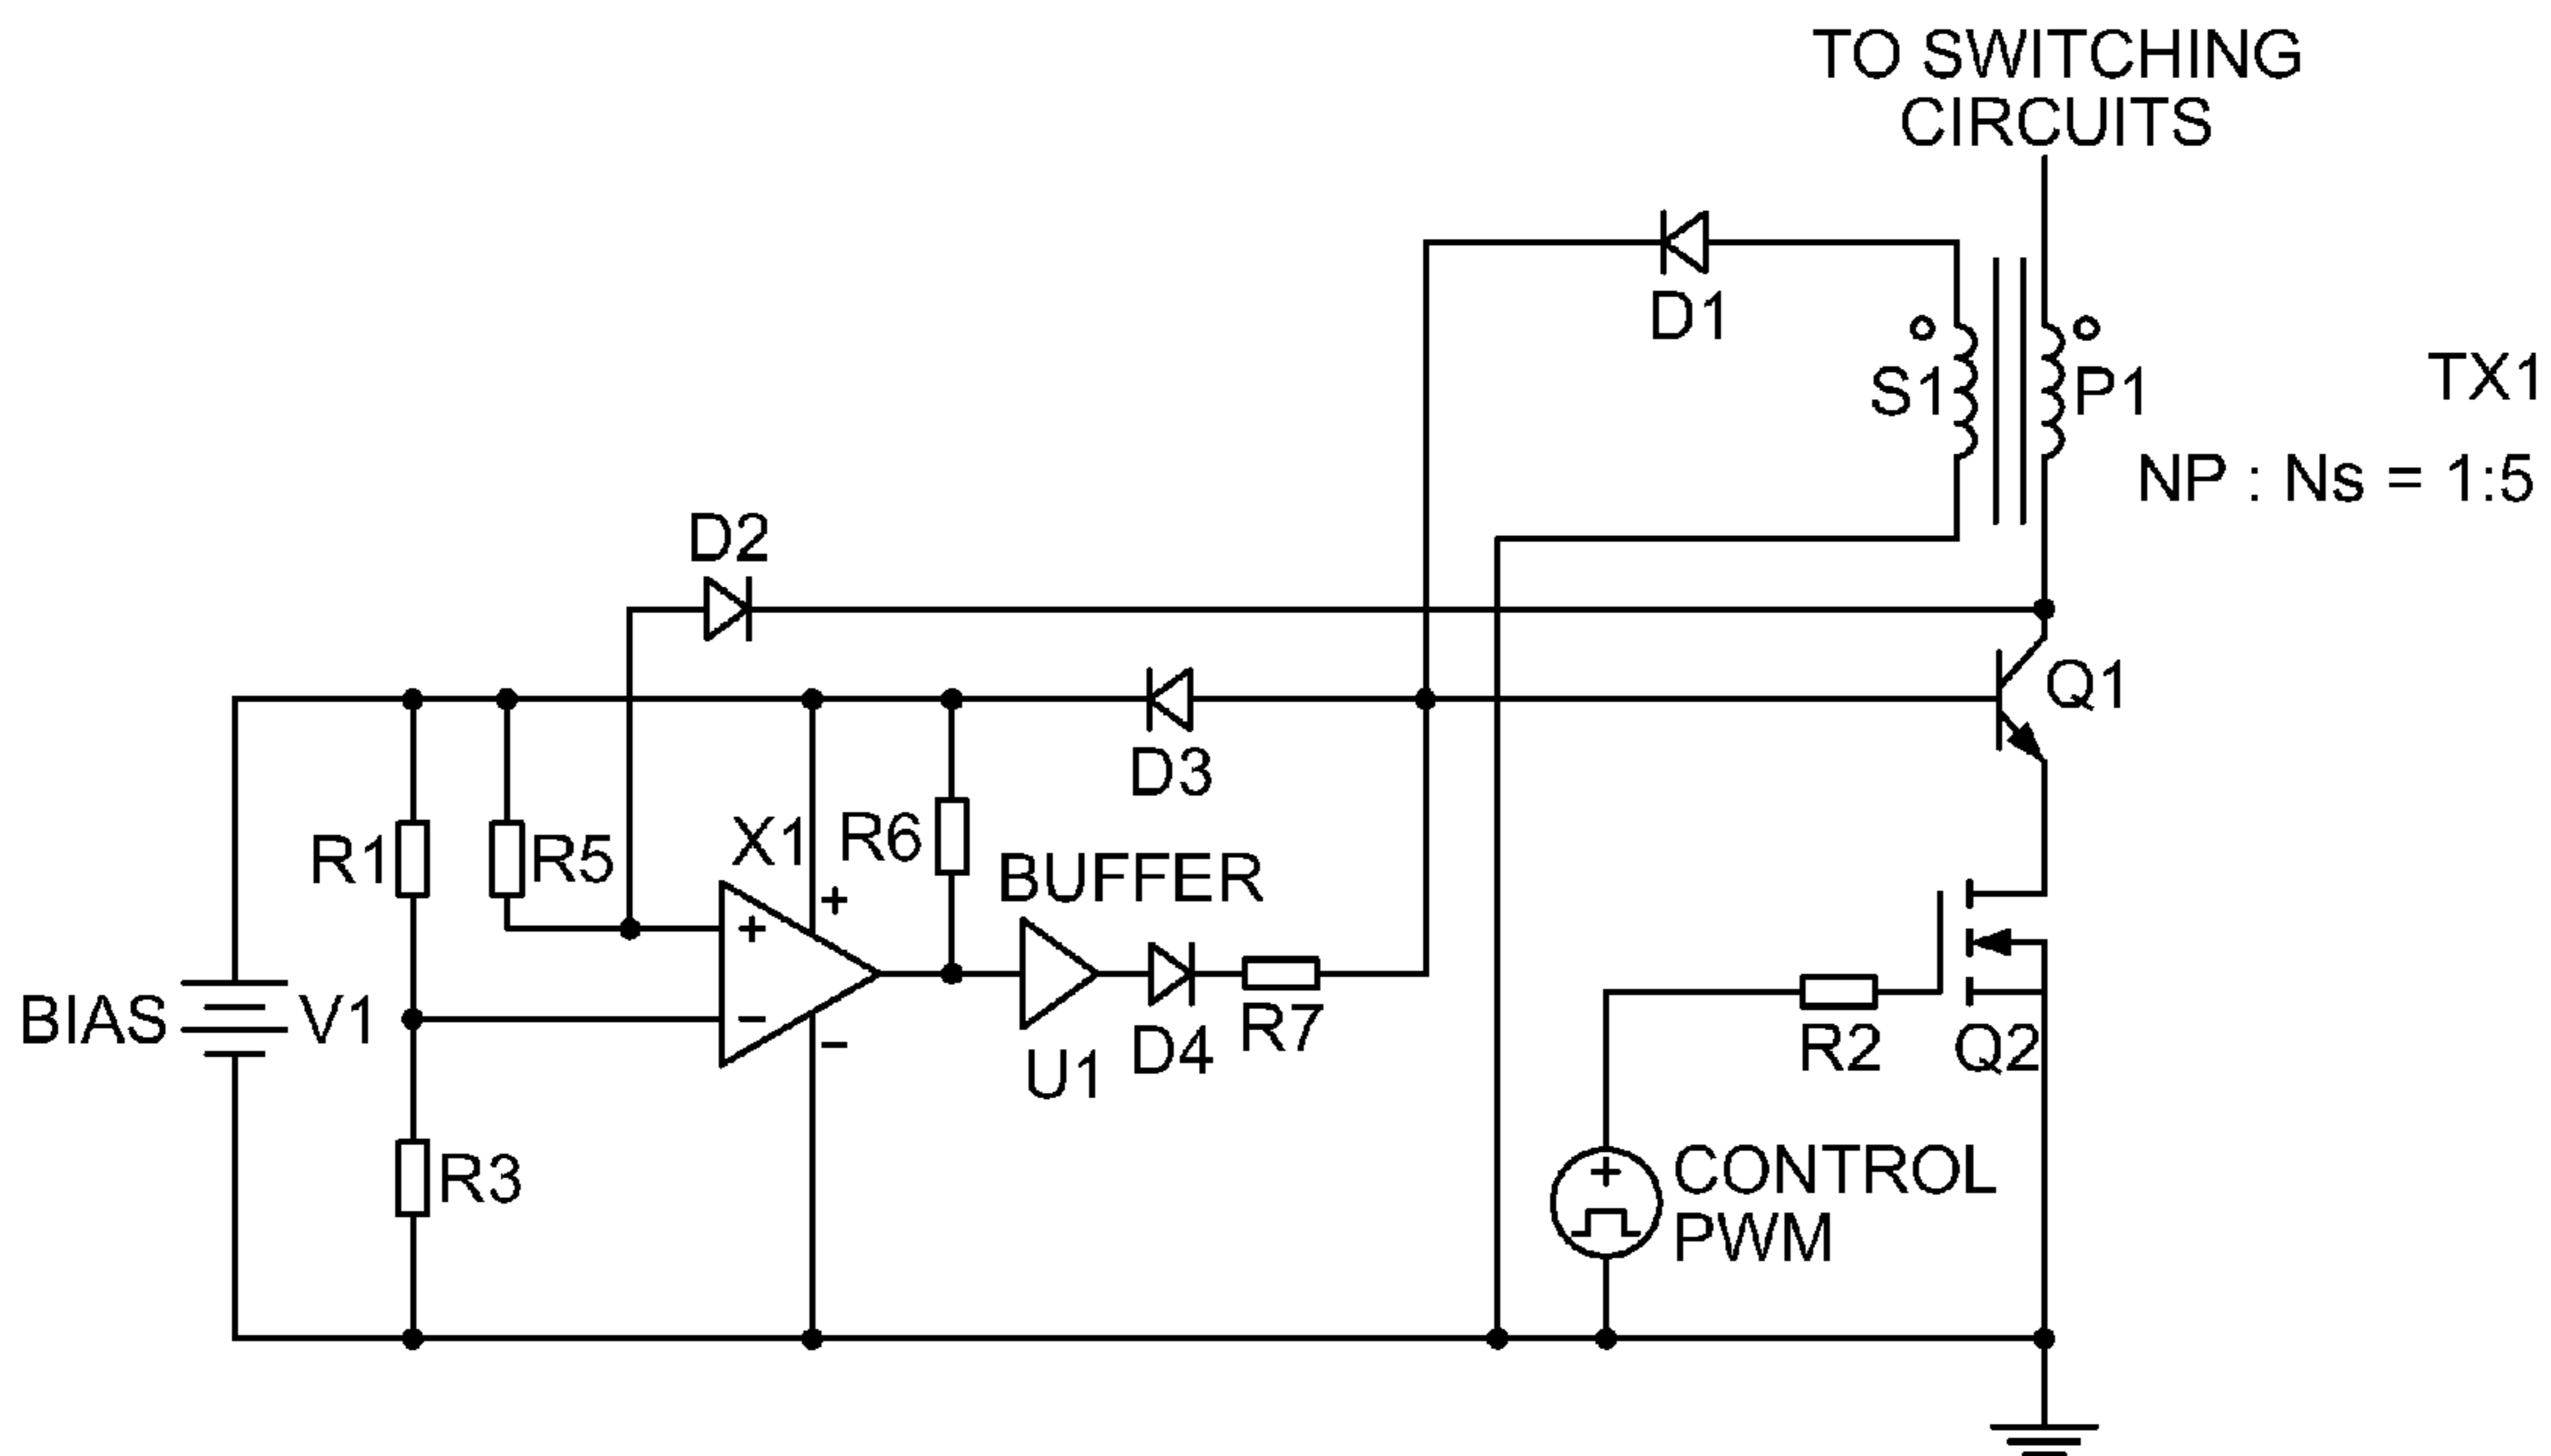 TO SWITCHING
CIRCUITS
D1
S1
P1
TX1
NP : Ns = 1:5
D2
Q1
D3
R1
R5
X1
R6
BUFFER
+
+
BIAS
V1
−
−
U1
D4
R7
R2
Q2
R3
+
CONTROL
PWM